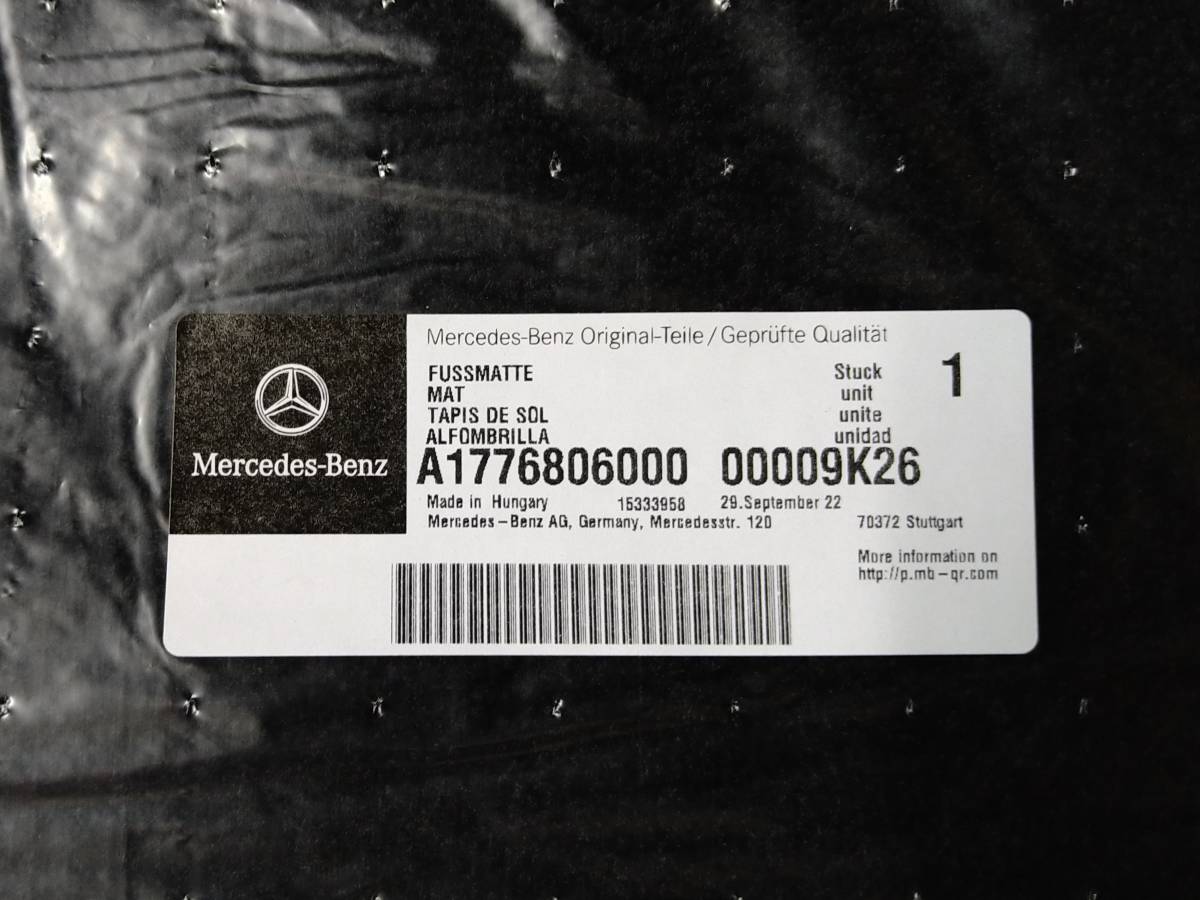 Mercedes-Benz
Mercedes-Benz Original-Teile/Geprüfte Qualität
FUSSMATTE Stuck 1
MAT unit
TAPIS DE SOL unite
ALFOMBRILLA unidad
A1776806000 00009K26
Made in Hungary 15333958 29.September 22
Mercedes-Benz AG, Germany, Mercedesstr. 120 70372 Stuttgart
More information on
http://p.mb-qr.com